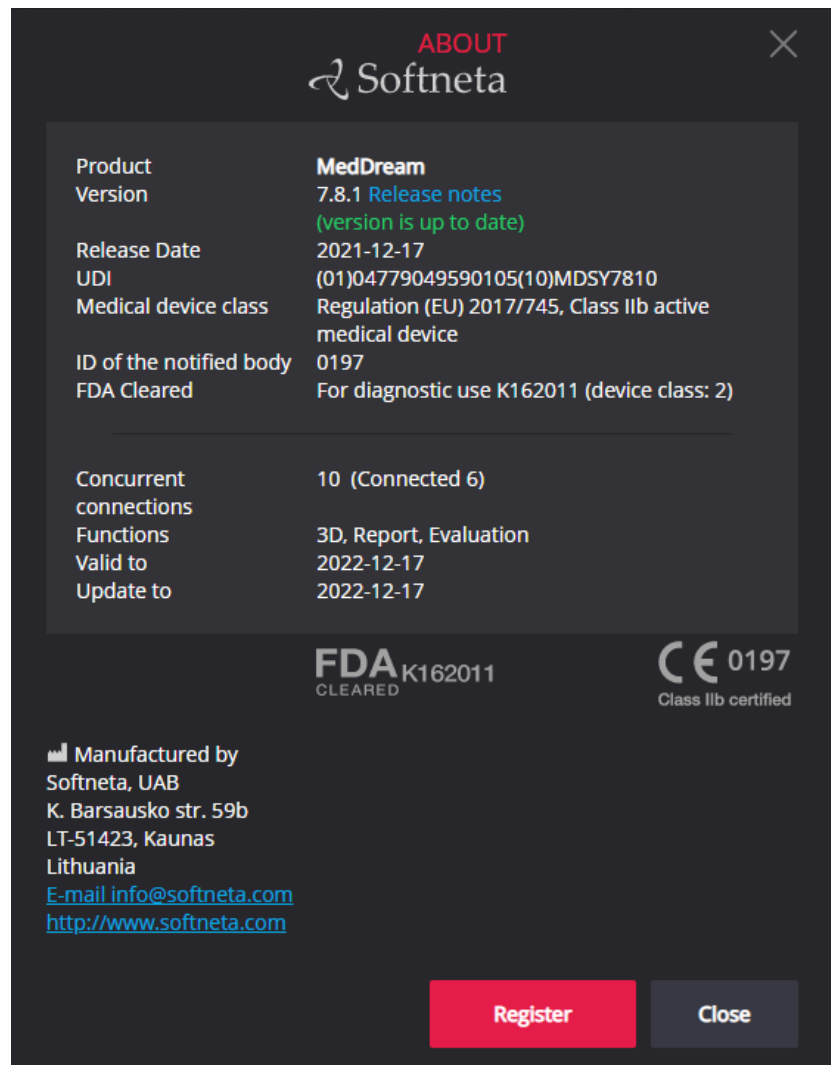 ABOUT
Softneta
Product MedDream
Version 7.8.1 Release notes
(version is up to date)
Release Date 2021-12-17
UDI (01)04779049590105(10)MDSY7810
Medical device class Regulation (EU) 2017/745, Class IIb active
medical device
ID of the notified body 0197
FDA Cleared For diagnostic use K162011 (device class: 2)
Concurrent 10 (Connected 6)
connections
Functions 3D, Report, Evaluation
Valid to 2022-12-17
Update to 2022-12-17
FDA K162011
CLEARED
CE 0197
Class IIb certified
Manufactured by
Softneta, UAB
K. Barsausko str. 59b
LT-51423, Kaunas
Lithuania
E-mail info@softneta.com
http://www.softneta.com
Register Close